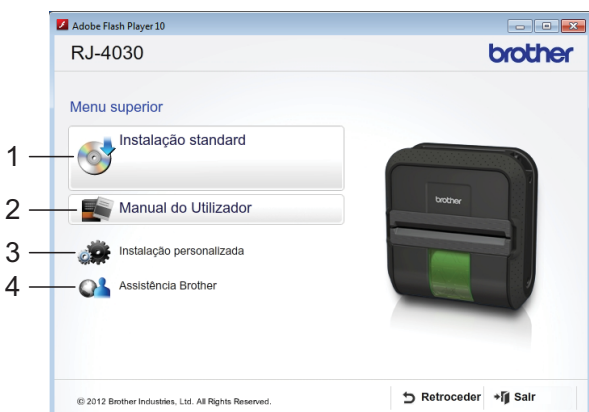 Adobe Flash Player 10
RJ-4030
brother
Menu superior
1
Instalação standard
2
Manual do Utilizador
3
Instalação personalizada
4
Assistência Brother
brother
© 2012 Brother Industries, Ltd. All Rights Reserved.
Retroceder
Sair